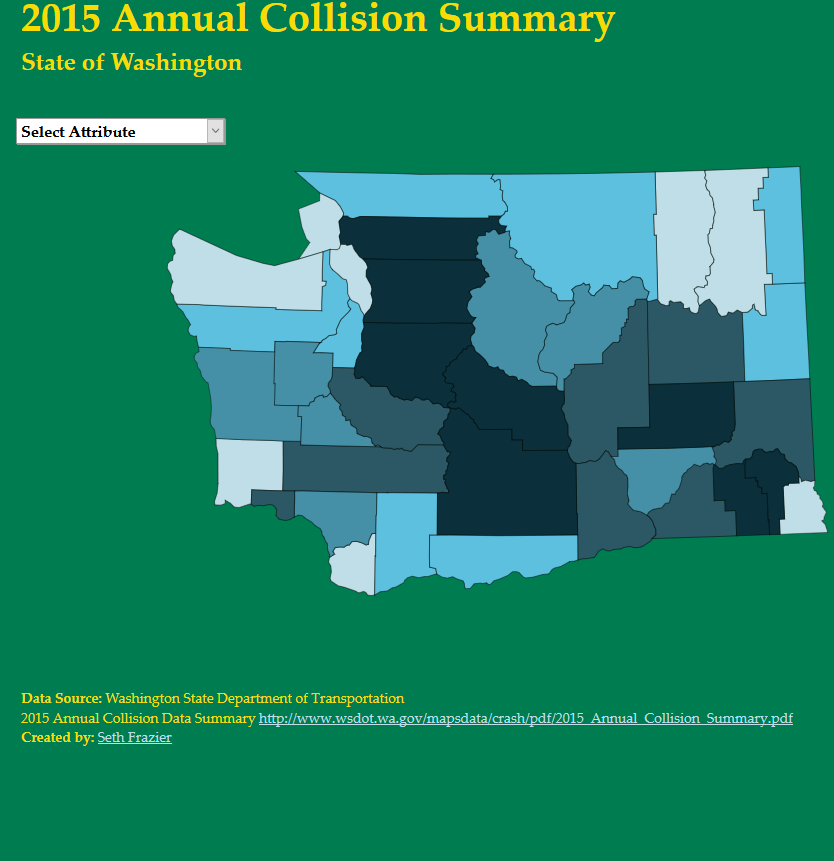 2015 Annual Collision Summary
State of Washington
Select Attribute
Data Source: Washington State Department of Transportation
2015 Annual Collision Data Summary http://www.wsdot.wa.gov/mapsdata/crash/pdf/2015_Annual_Collision_Summary.pdf
Created by: Seth Frazier